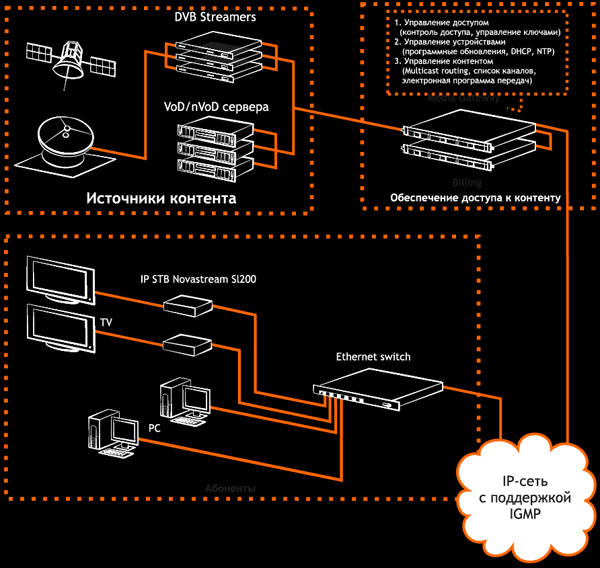 DVB Streamers
VoD/nVoD сервера
Источники контента
1. Управление доступом
(контроль доступа, управление ключами)
2. Управление устройствами
(программные обновления, DHCP, NTP)
3. Управление контентом
(Multicast routing, список каналов,
электронная программа передач)
Media Gateway
Billing
Обеспечение доступа к контенту
IP STB Novastream Sl200
TV
Ethernet switch
PC
Абоненты
IP-сеть
с поддержкой
IGMP